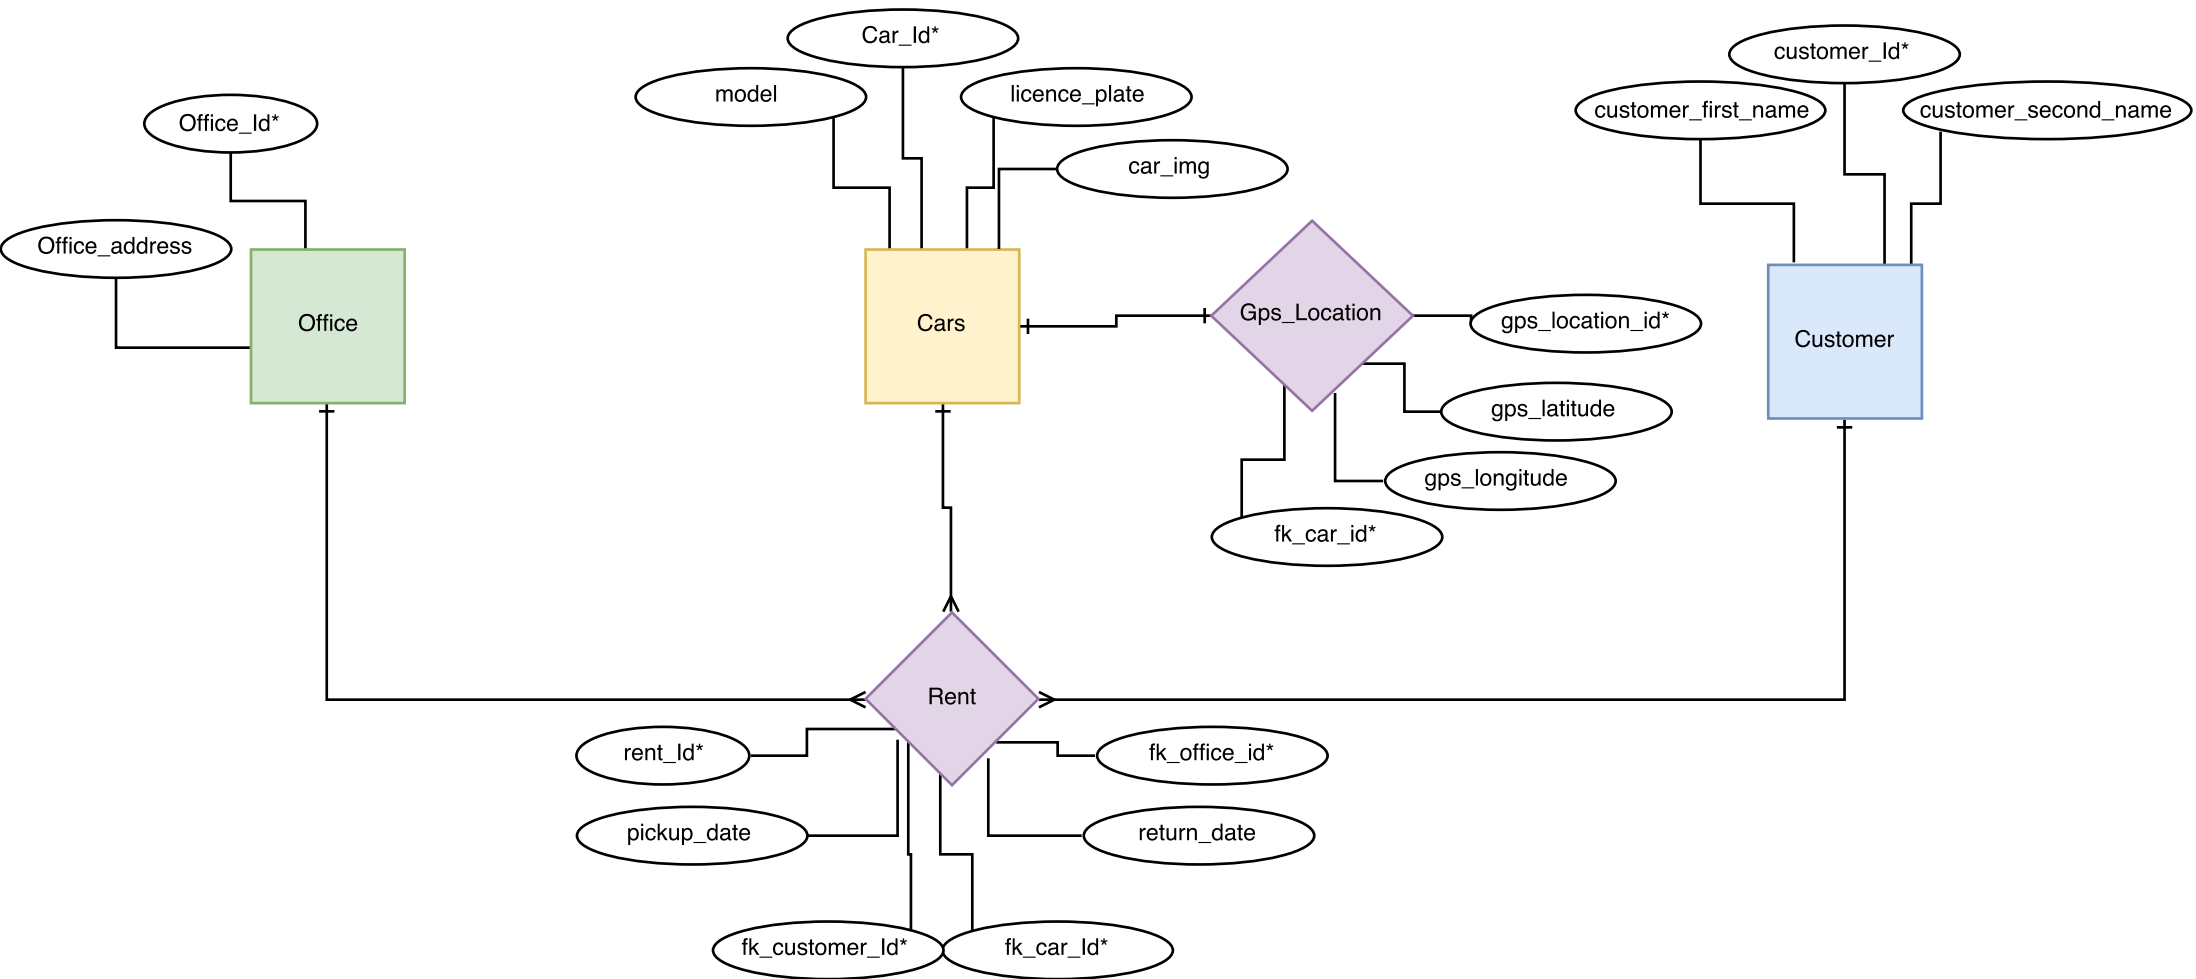 Car_Id*
customer_Id*
model
licence_plate
customer_first_name
customer_second_name
Office_Id*
car_img
Office_address
Office
Cars
Gps_Location
gps_location_id*
Customer
gps_latitude
gps_longitude
fk_car_id*
Rent
rent_Id*
fk_office_id*
pickup_date
return_date
fk_customer_Id*
fk_car_Id*